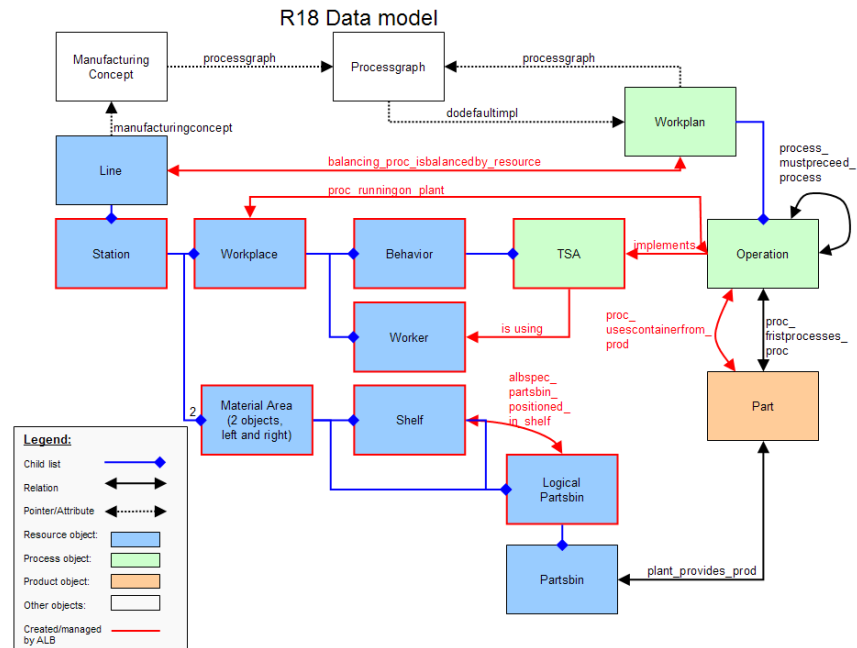 R18 Data model
Manufacturing
Concept
processgraph
Processgraph
processgraph
dodefaultimpl
Workplan
manufacturingconcept
Line
balancing_proc_isbalancedby_resource
process_
mustpreceed_
process
proc_runningon_plant
Station
Workplace
Behavior
TSA
implements
Operation
Worker
is using
proc_
usescontainerfrom_
prod
proc_
fristprocesses_
proc
albspec_
partsbin_
positioned_
in_shelf
2
Material Area
(2 objects,
left and right)
Shelf
Part
Logical
Partsbin
Partsbin
plant_provides_prod
Legend:
Child list
Relation
Pointer/Attribute
Resource object:
Process object:
Product object:
Other objects:
Created/managed
by ALB